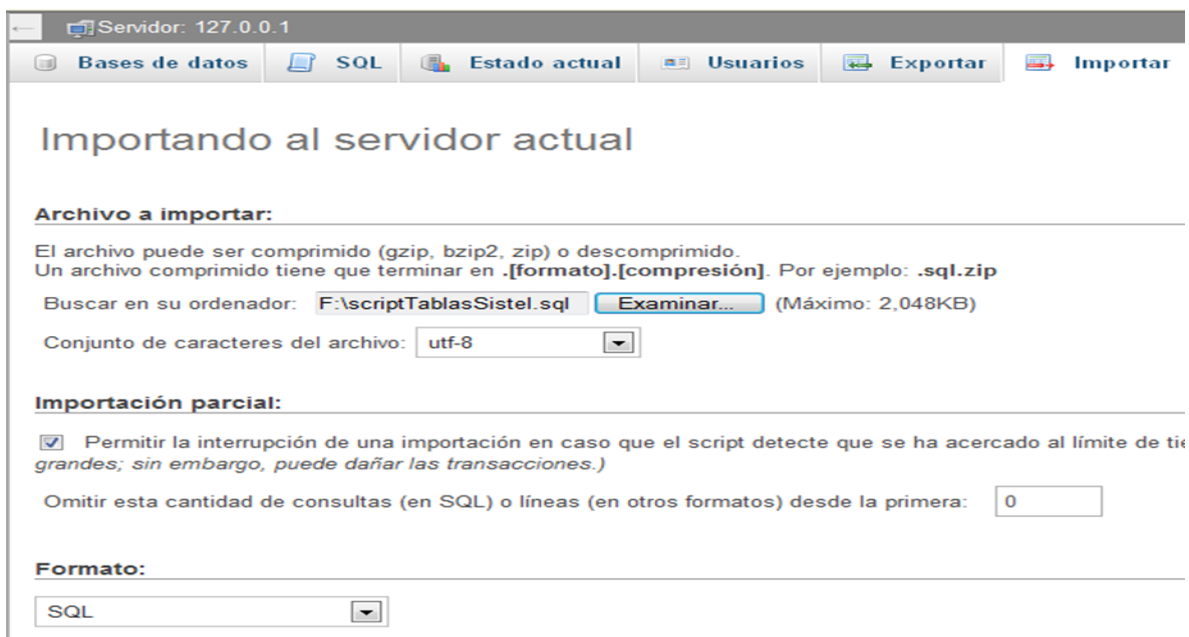 Servidor: 127.0.0.1
Bases de datos SQL Estado actual Usuarios Exportar Importar
Importando al servidor actual
Archivo a importar:
El archivo puede ser comprimido (gzip, bzip2, zip) o descomprimido.
Un archivo comprimido tiene que terminar en .[formato].[compresión]. Por ejemplo: .sql.zip
Buscar en su ordenador: F:\scriptTablasSistel.sql Examinar... (Máximo: 2,048KB)
Conjunto de caracteres del archivo: utf-8
Importación parcial:
Permitir la interrupción de una importación en caso que el script detecte que se ha acercado al límite de tie
grandes; sin embargo, puede dañar las transacciones.)
Omitir esta cantidad de consultas (en SQL) o líneas (en otros formatos) desde la primera: 0
Formato:
SQL